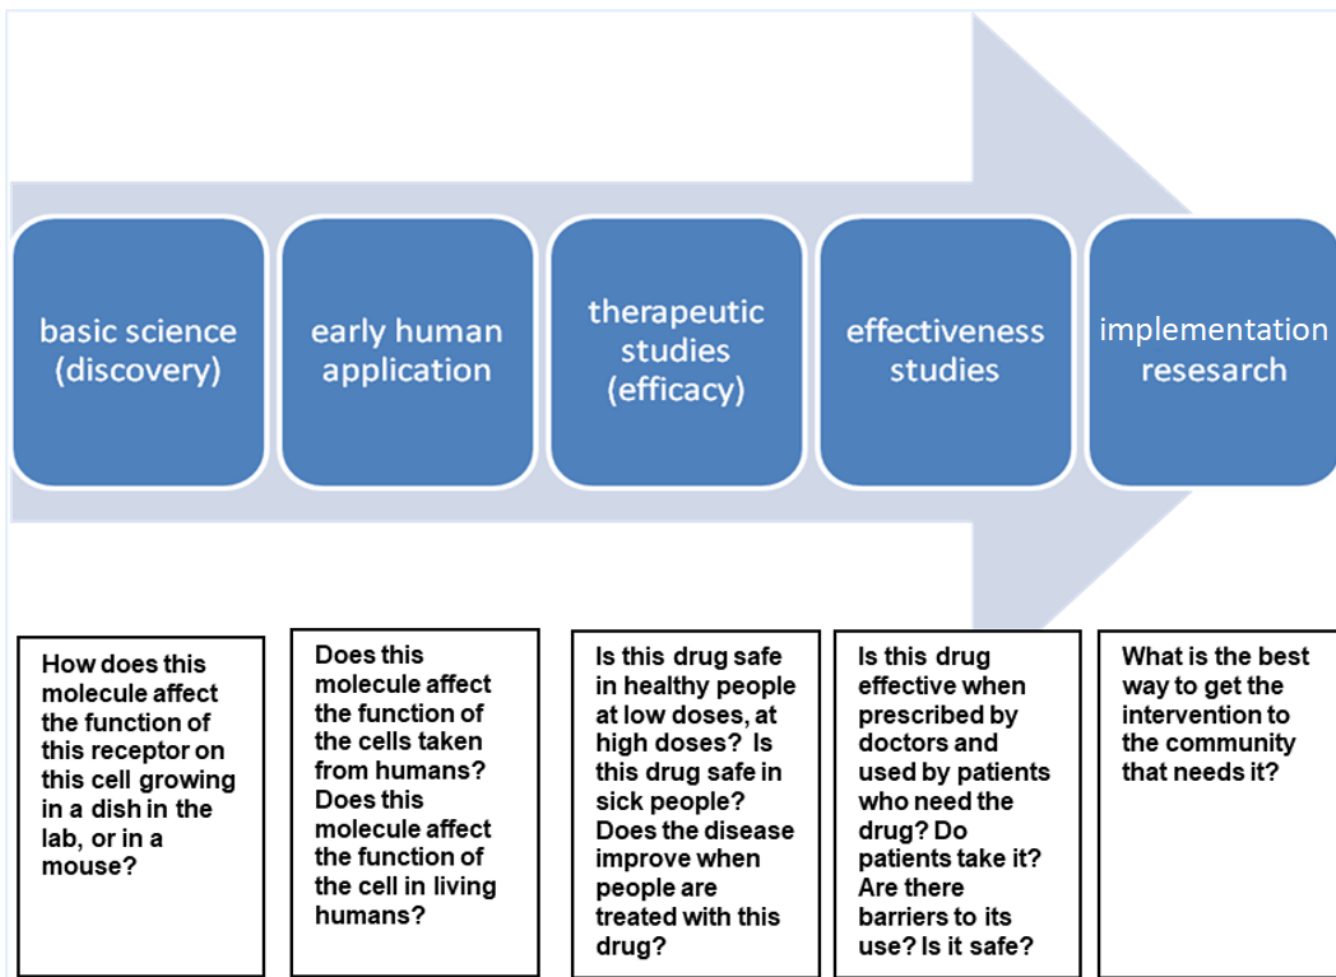 basic science
(discovery)
early human
application
therapeutic
studies
(efficacy)
effectiveness
studies
implementation
resesarch
How does this
molecule affect
the function of
this receptor on
this cell growing
in a dish in the
lab, or in a
mouse?
Does this
molecule affect
the function of
the cells taken
from humans?
Does this
molecule affect
the function of
the cell in living
humans?
Is this drug safe
in healthy people
at low doses, at
high doses? Is
this drug safe in
sick people?
Does the disease
improve when
people are
treated with this
drug?
Is this drug
effective when
prescribed by
doctors and
used by patients
who need the
drug? Do
patients take it?
Are there
barriers to its
use? Is it safe?
What is the best
way to get the
intervention to
the community
that needs it?